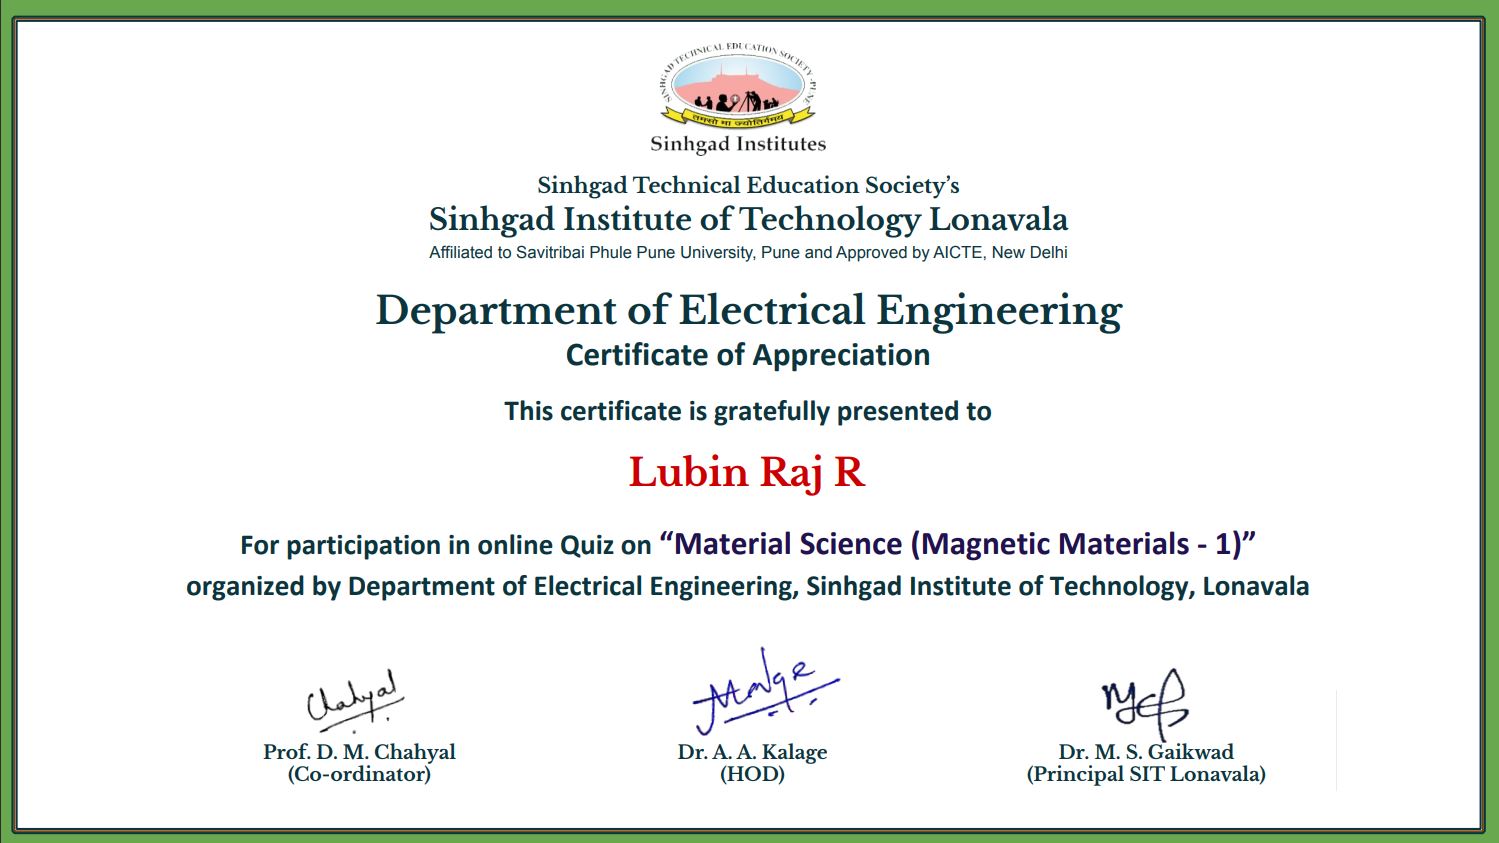 SINHGAD TECHNICAL EDUCATION SOCIETY - PUNE
तमसो मा ज्योतिर्गमय
Sinhgad Institutes
Sinhgad Technical Education Society’s
Sinhgad Institute of Technology Lonavala
Affiliated to Savitribai Phule Pune University, Pune and Approved by AICTE, New Delhi
Department of Electrical Engineering
Certificate of Appreciation
This certificate is gratefully presented to
Lubin Raj R
For participation in online Quiz on “Material Science (Magnetic Materials - 1)”
organized by Department of Electrical Engineering, Sinhgad Institute of Technology, Lonavala
Chahyal
Prof. D. M. Chahyal
(Co-ordinator)
Dr. A. A. Kalage
(HOD)
Dr. M. S. Gaikwad
(Principal SIT Lonavala)